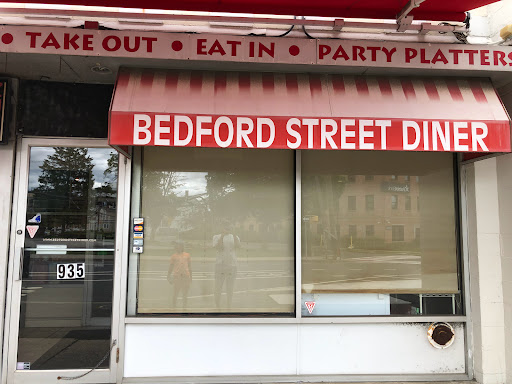 • TAKE OUT • EAT IN • PARTY PLATTERS
BEDFORD STREET DINER
935